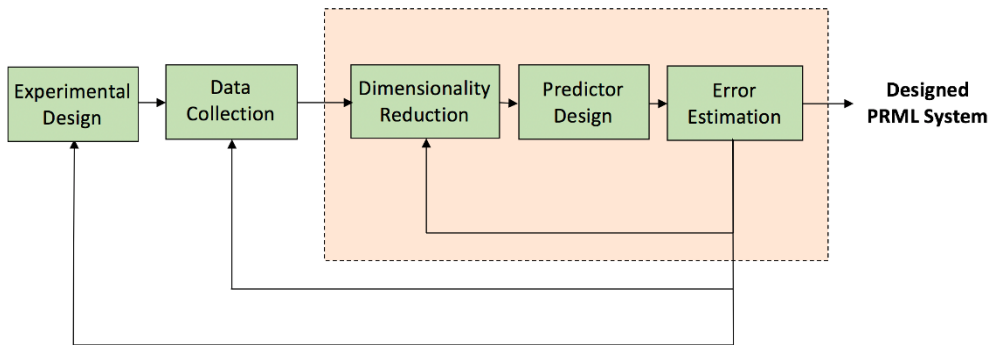 Experimental
Design
Data
Collection
Dimensionality
Reduction
Predictor
Design
Error
Estimation
Designed
PRML System